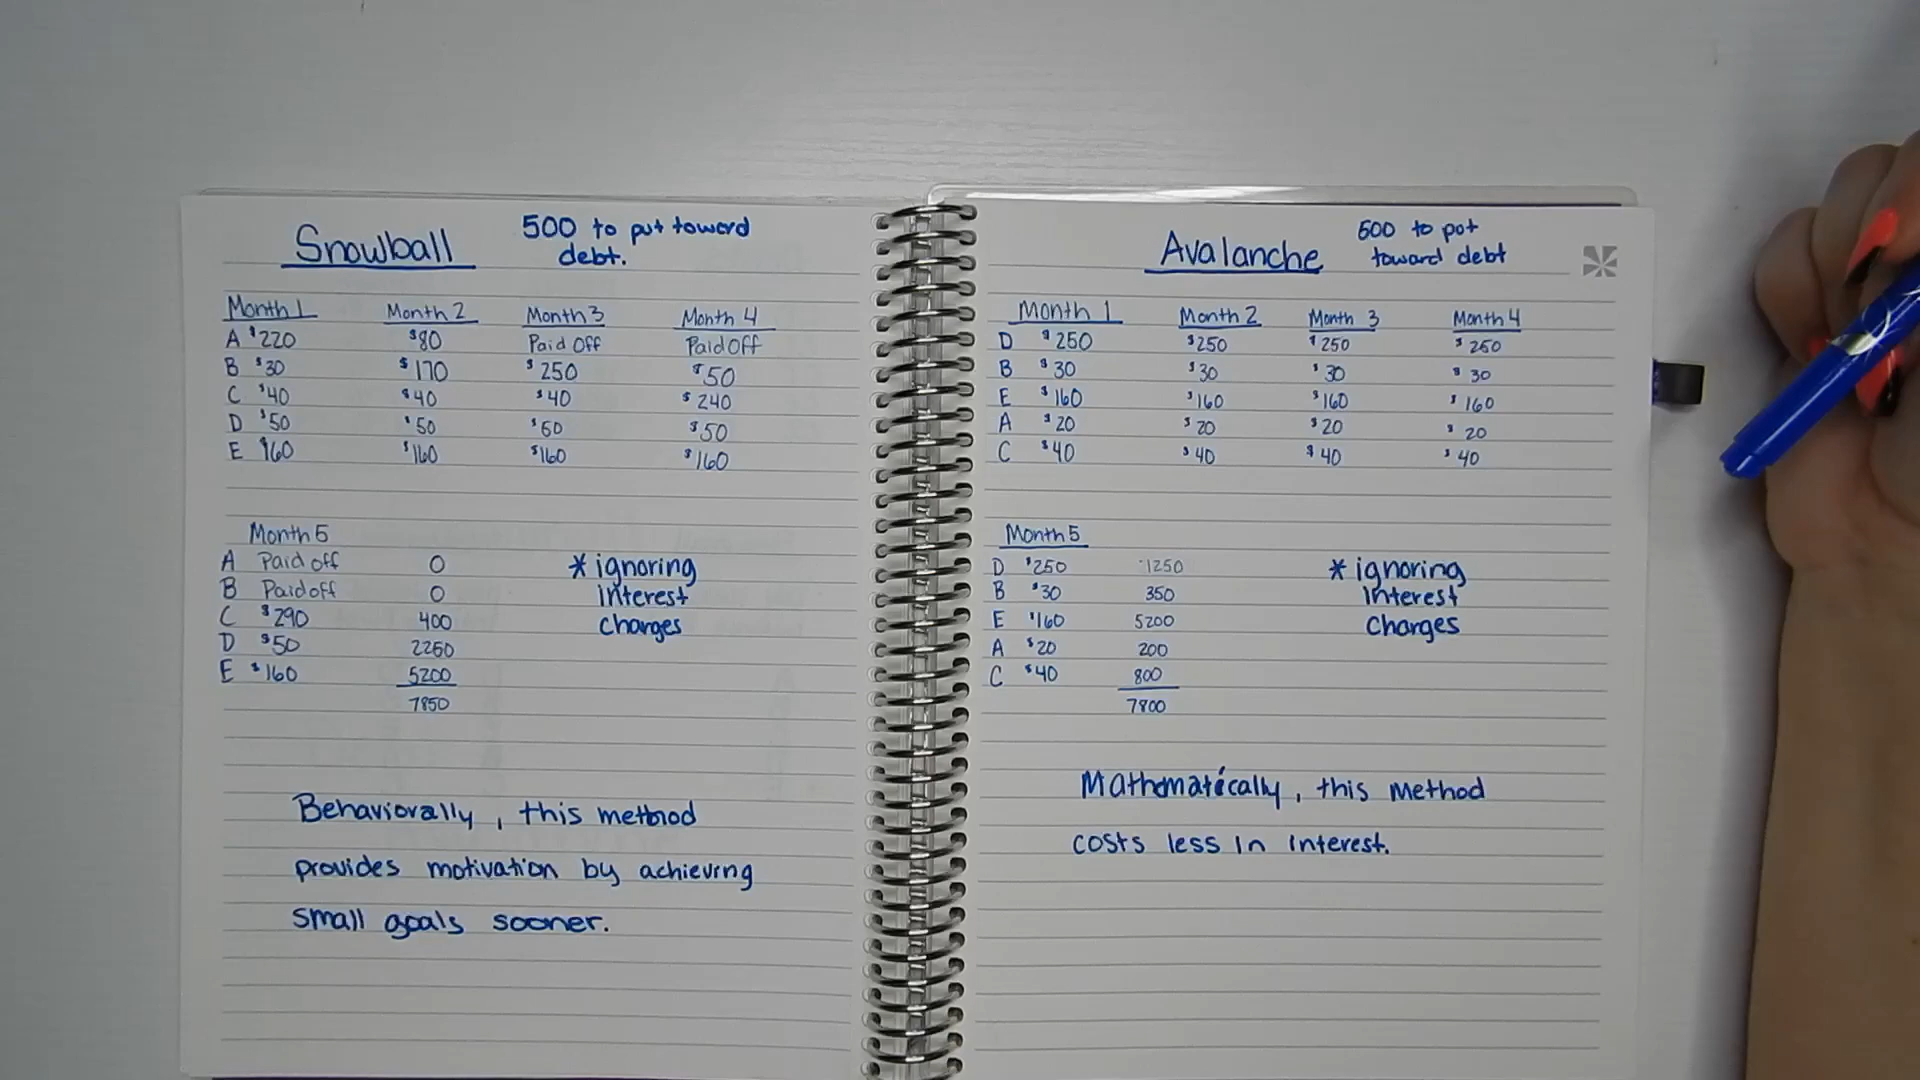 Snowball 500 to put toward
debt.
Month 1 Month 2 Month 3 Month 4
A $220 $80 Paid Off Paid Off
B $30 $170 $250 $50
C $40 $40 $40 $240
D $50 $50 $50 $50
E $160 $160 $160 $160
Month 5
A Paid off 0
B Paid off 0
C $290 400
D $50 2250
E $160 5200
7850
* ignoring
interest
charges
Behaviorally, this method
provides motivation by achieving
small goals sooner.
Avalanche 500 to put
toward debt
Month 1 Month 2 Month 3 Month 4
D $250 $250 $250 $250
B $30 $30 $30 $30
E $160 $160 $160 $160
A $20 $20 $20 $20
C $40 $40 $40 $40
Month 5
D $250 1250
B $30 350
E $160 5200
A $20 200
C $40 800
7800
* ignoring
interest
charges
Mathematically, this method
costs less in interest.